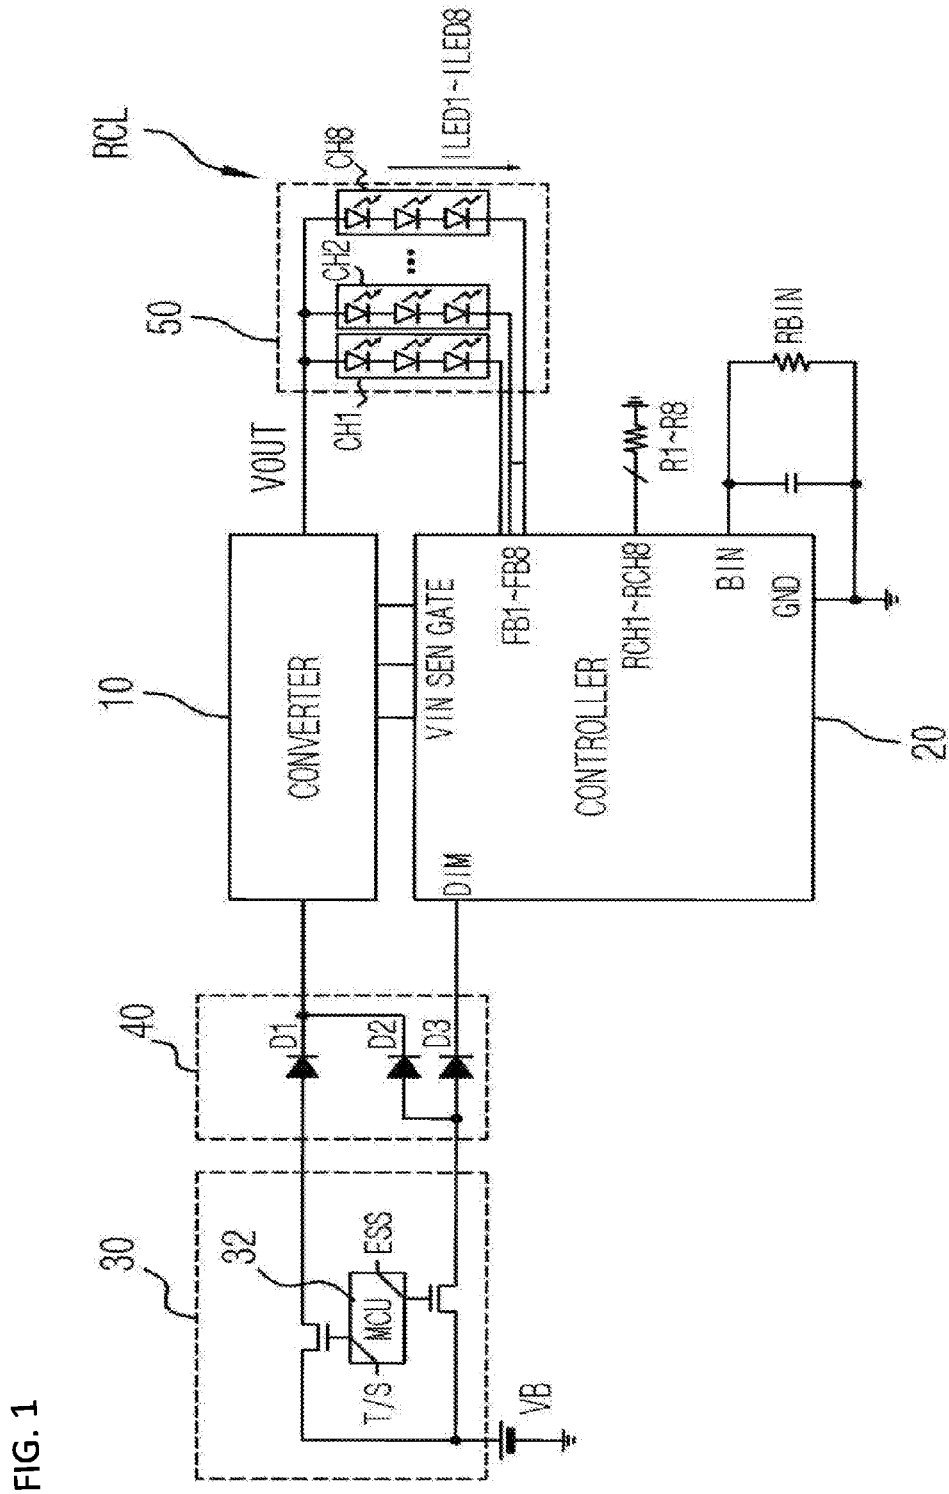 FIG. 1
RCL
30
40
10
50
32
VOUT
CH1
CH2
CH8
...
ILED1~ILED8
D1
D2
D3
T/S
MCU
ESS
VB
CONVERTER
VIN SEN GATE
DIM
CONTROLLER
FB1~FB8
RCH1~RCH8
BIN
GND
R1~R8
RBIN
20